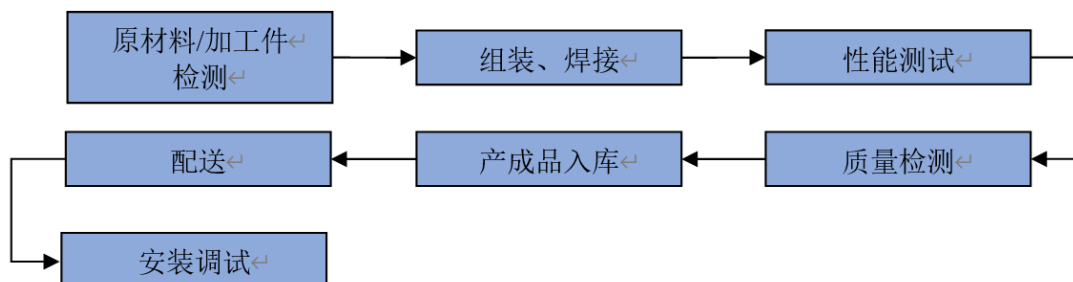 原材料/加工件
检测
组装、焊接
性能测试
质量检测
产成品入库
配送
安装调试